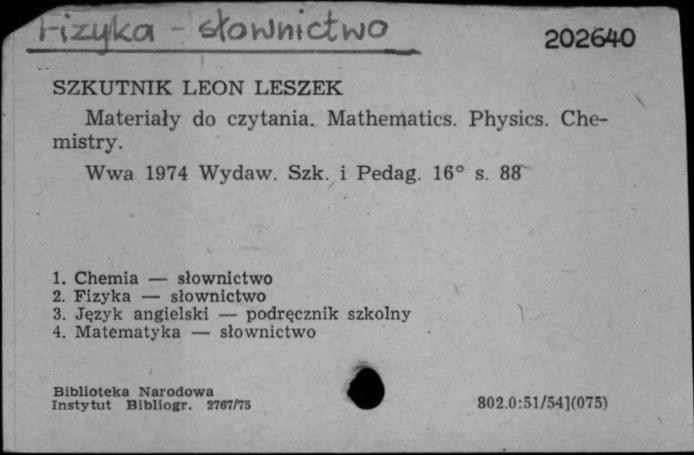 Fizyka - słownictwo
202640
SZKUTNIK LEON LESZEK
Materiały do czytania. Mathematics. Physics. Che-
mistry.
Wwa 1974 Wydaw. Szk. i Pedag. 16° s. 88
1. Chemia — słownictwo
2. Fizyka — słownictwo
3. Język angielski — podręcznik szkolny
4. Matematyka — słownictwo
Biblioteka Narodowa
Instytut Bibliogr. 2767/75
802.0:51/54](075)